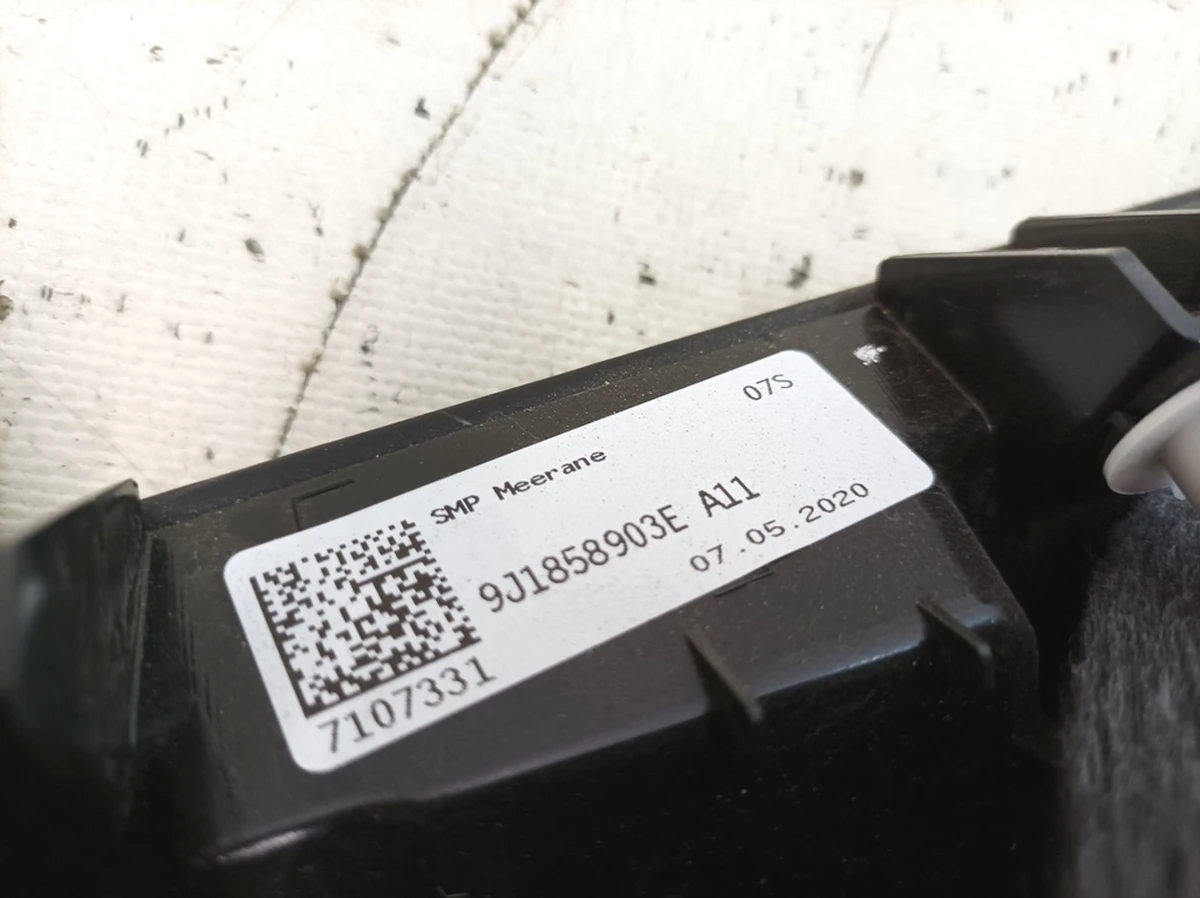 07S
SMP Meerane
9J1858903E A11
07.05.2020
7107331